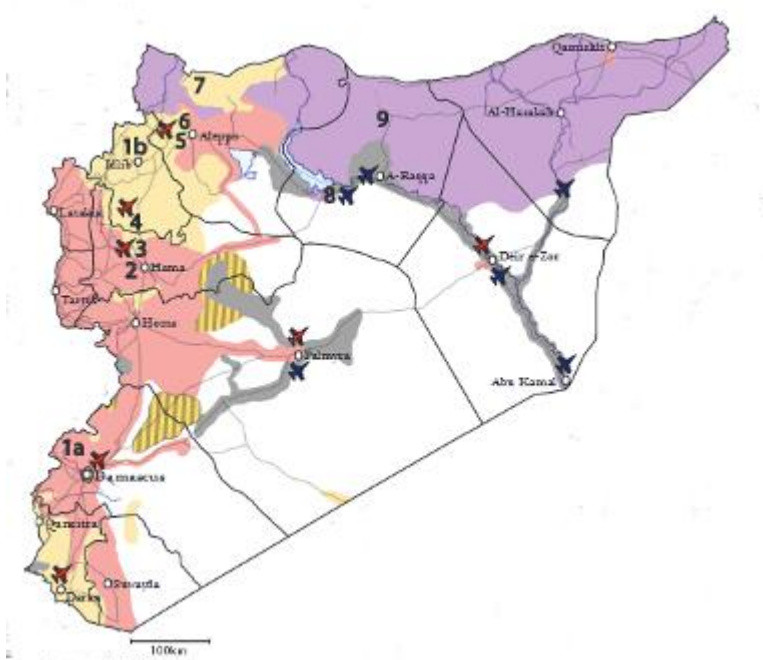 Qamishli
7
6
5
Aleppo
9
Al-Hasakah
1b
Idlib
A-Raqqa
8
Latakia
4
3
2
Hama
Deir e-Zor
Tartus
Homs
Palmyra
Abu Kamal
1a
Damascus
Quneitra
Suwayda
Daraa
100km